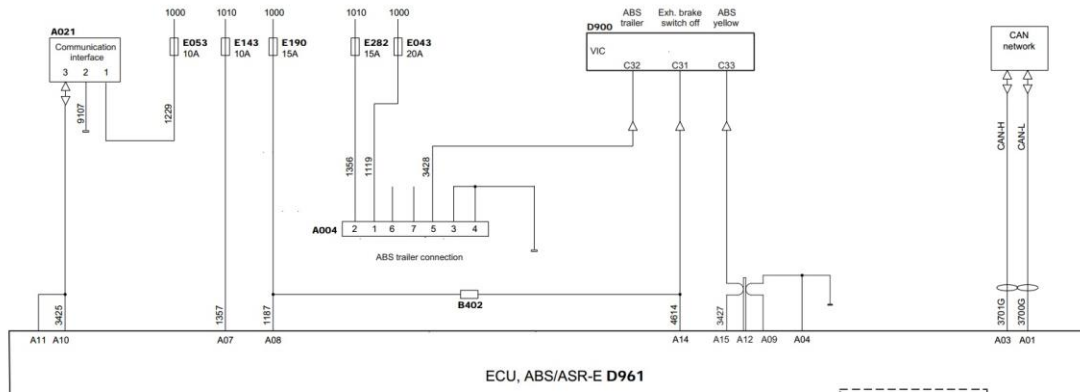 1000 1010 1000 1010 1000
ABS trailer
Exh. brake switch off
ABS yellow
A021
E053 10A
E143 10A
E190 15A
E282 15A
E043 20A
D900
CAN network
Communication interface
VIC
3 2 1
C32 C31 C33
9107
1229
1356
1119
3428
CAN-H
CAN-L
A004
2 1 6 7 5 3 4
ABS trailer connection
B402
3425
1357
1187
4614
3427
3701G
3700G
A11 A10 A07 A08 A14 A15 A12 A09 A04 A03 A01
ECU, ABS/ASR-E D961